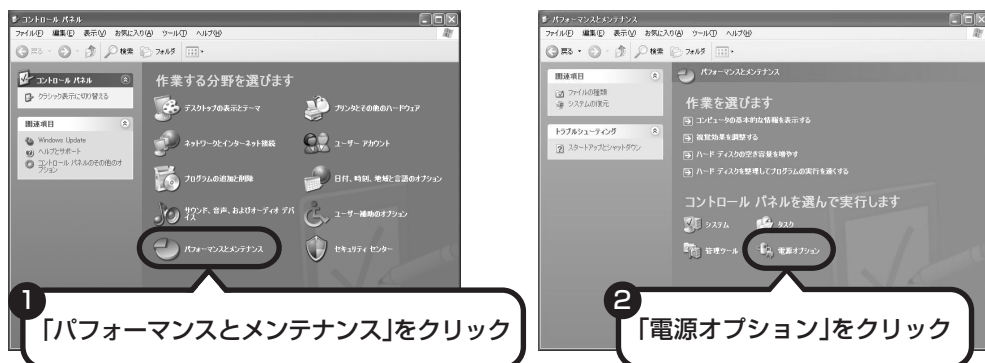 コントロール パネル
ファイル(F) 編集(E) 表示(V) お気に入り(A) ツール(T) ヘルプ(H)
戻る 検索 フォルダ
コントロール パネル
クラシック表示に切り替える
関連項目
Windows Update
ヘルプとサポート
コントロール パネルのその他のオプション
作業する分野を選びます
デスクトップの表示とテーマ
プリンタとその他のハードウェア
ネットワークとインターネット接続
ユーザー アカウント
プログラムの追加と削除
日付、時刻、地域と言語のオプション
サウンド、音声、およびオーディオ デバイス
ユーザー補助のオプション
パフォーマンスとメンテナンス
セキュリティ センター
1
「パフォーマンスとメンテナンス」をクリック
パフォーマンスとメンテナンス
ファイル(F) 編集(E) 表示(V) お気に入り(A) ツール(T) ヘルプ(H)
戻る 検索 フォルダ
関連項目
ファイルの種類
システムの復元
トラブルシューティング
スタートアップとシャットダウン
パフォーマンスとメンテナンス
作業を選びます
コンピュータの基本的な情報を表示する
視覚効果を調整する
ハード ディスクの空き容量を増やす
ハード ディスクを整理してプログラムの実行を速くする
コントロール パネルを選んで実行します
システム
タスク
管理ツール
電源オプション
2
「電源オプション」をクリック